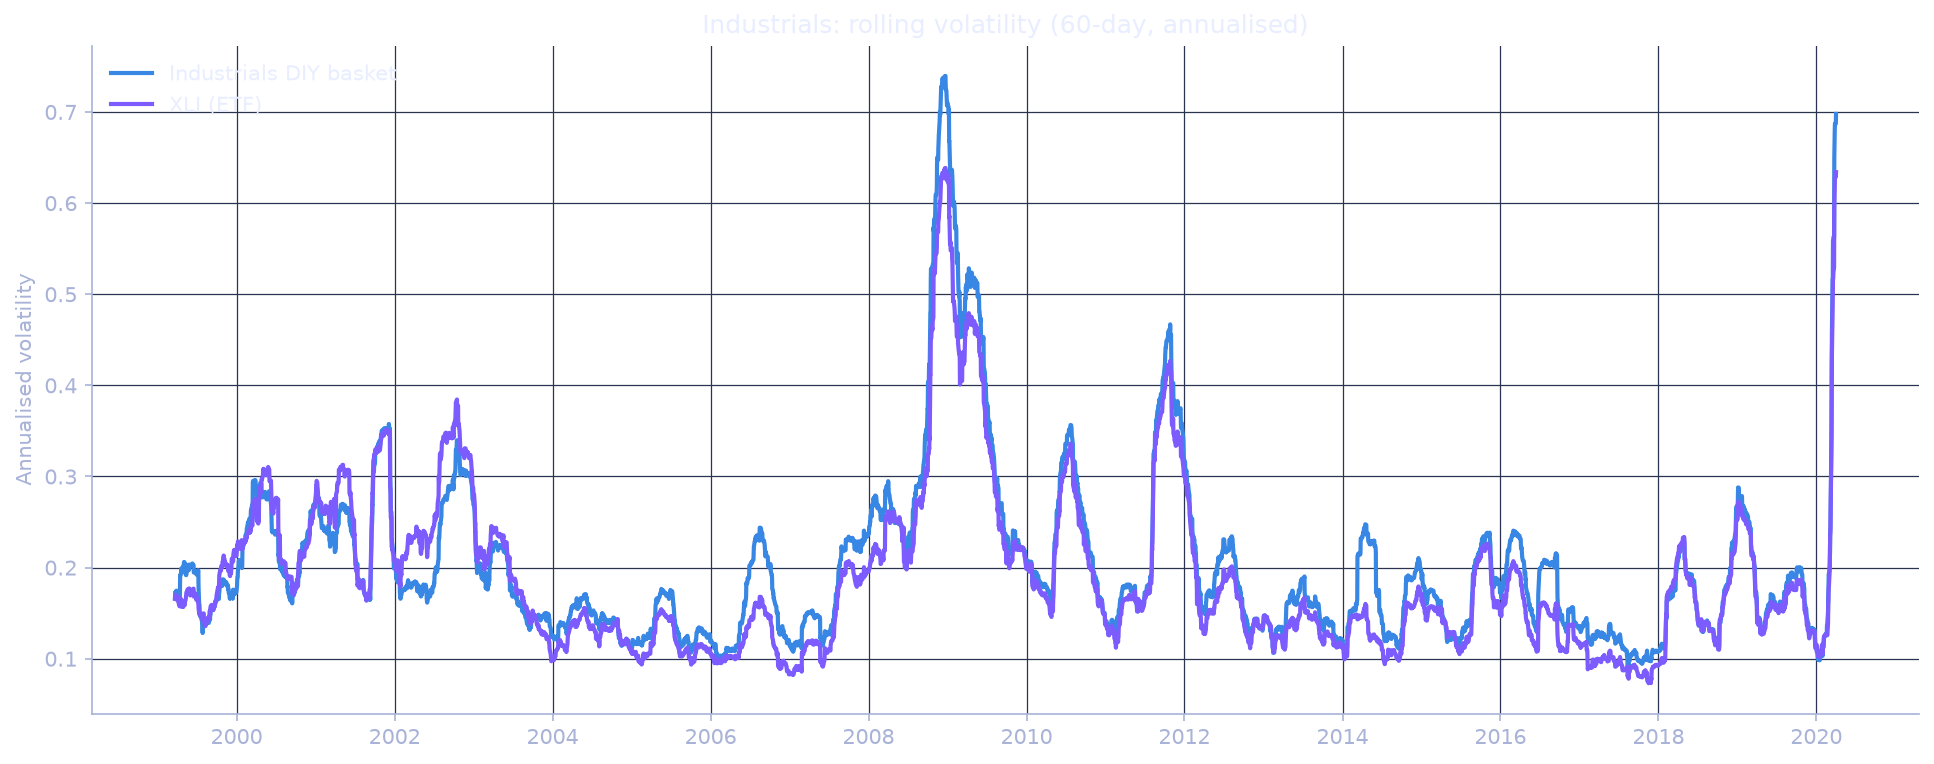 Industrials: rolling volatility (60-day, annualised)
Industrials DIY basket
XLI (ETF)
Annualised volatility
0.7
0.6
0.5
0.4
0.3
0.2
0.1
2000 2002 2004 2006 2008 2010 2012 2014 2016 2018 2020